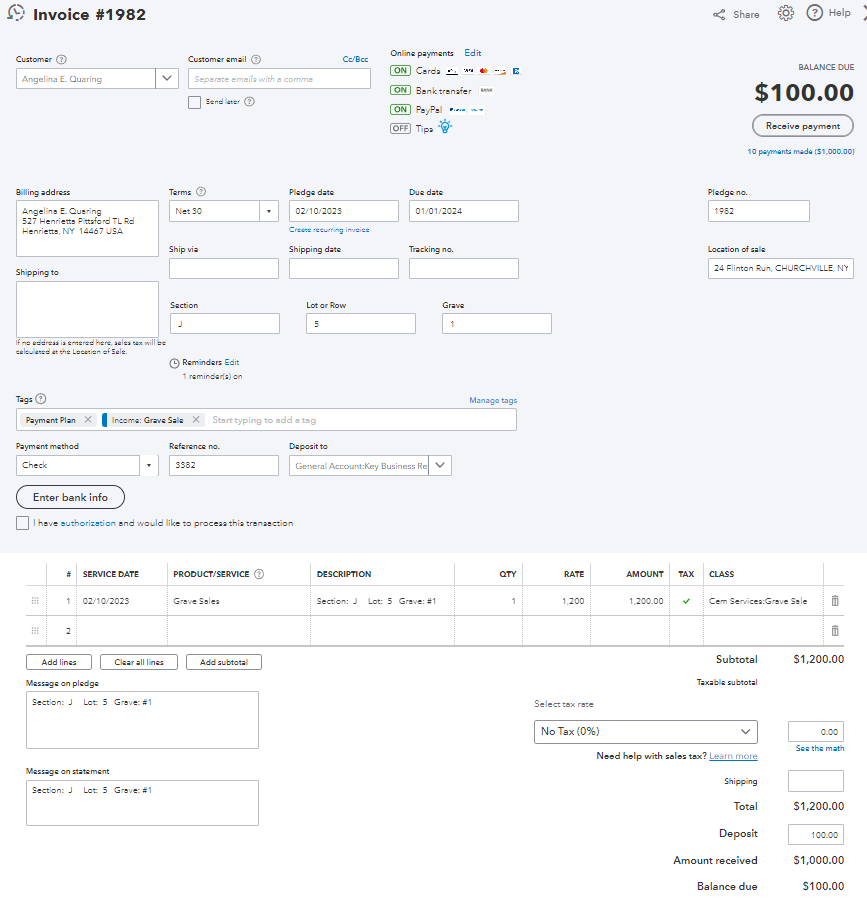 Invoice #1982
Share
Help
Customer
Customer email
Cc/Bcc
Angelina E. Quaring
Separate emails with a comma
Send later
Online payments Edit
ON Cards
ON Bank transfer BANK
ON PayPal
OFF Tips
BALANCE DUE
$100.00
Receive payment
10 payments made ($1,000.00)
Billing address
Angelina E. Quaring
527 Henrietta Pittsford TL Rd
Henrietta, NY 14467 USA
Terms
Net 30
Pledge date
02/10/2023
Create recurring invoice
Due date
01/01/2024
Pledge no.
1982
Ship via
Shipping date
Tracking no.
Location of sale
24 Flinton Run, CHURCHVILLE, NY
Shipping to
If no address is entered here, sales tax will be
calculated at the Location of Sale.
Section
J
Lot or Row
5
Grave
1
Reminders Edit
1 reminder(s) on
Tags
Manage tags
Payment Plan
Income: Grave Sale
Start typing to add a tag
Payment method
Check
Reference no.
3382
Deposit to
General Account:Key Business Re
Enter bank info
I have authorization and would like to process this transaction
# SERVICE DATE PRODUCT/SERVICE DESCRIPTION QTY RATE AMOUNT TAX CLASS
1 02/10/2023 Grave Sales Section: J Lot: 5 Grave: #1 1 1,200 1,200.00 Cem Services:Grave Sale
2
Add lines
Clear all lines
Add subtotal
Subtotal $1,200.00
Taxable subtotal
Message on pledge
Section: J Lot: 5 Grave: #1
Select tax rate
No Tax (0%)
0.00
See the math
Need help with sales tax? Learn more
Message on statement
Section: J Lot: 5 Grave: #1
Shipping
Total $1,200.00
Deposit 100.00
Amount received $1,000.00
Balance due $100.00